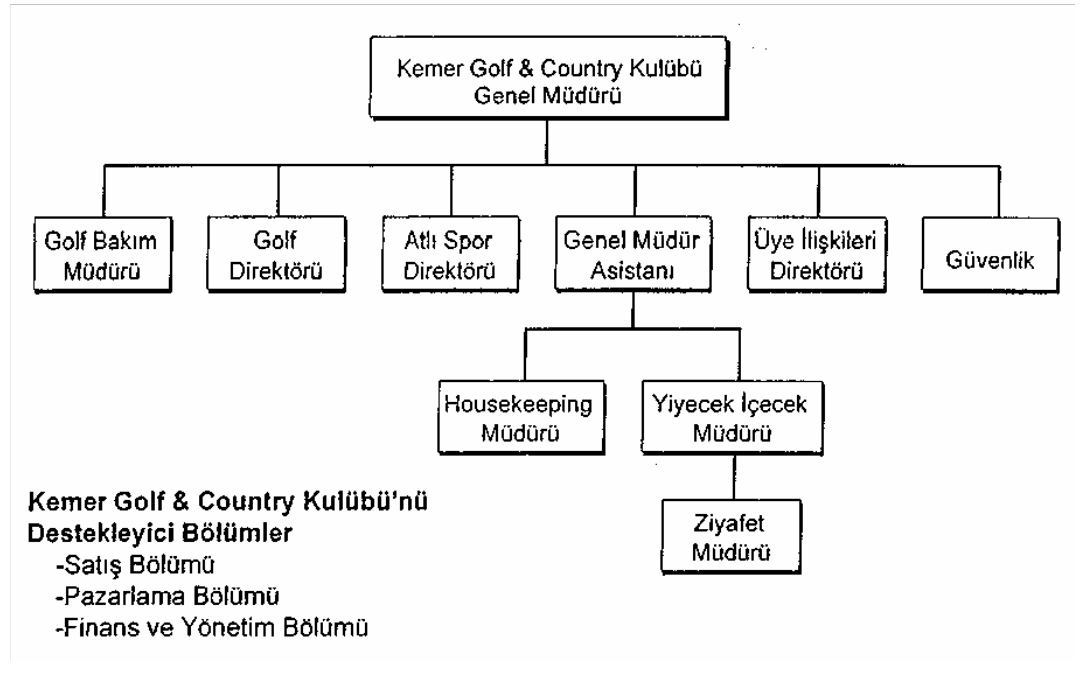 Kemer Golf & Country Kulübü
Genel Müdürü
Golf Bakım
Müdürü
Golf
Direktörü
Atlı Spor
Direktörü
Genel Müdür
Asistanı
Üye İlişkileri
Direktörü
Güvenlik
Housekeeping
Müdürü
Yiyecek İçecek
Müdürü
Ziyafet
Müdürü
Kemer Golf & Country Kulübü'nü
Destekleyici Bölümler
-Satış Bölümü
-Pazarlama Bölümü
-Finans ve Yönetim Bölümü